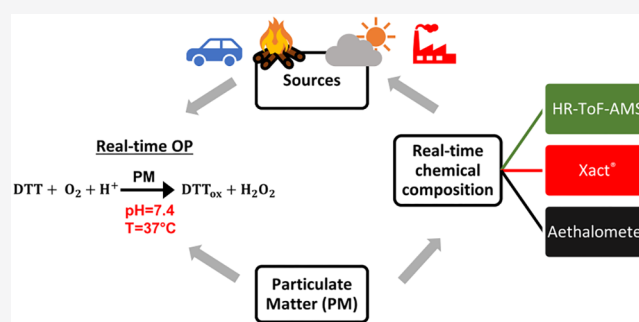 Sources
Real-time OP
DTT + O₂ + H⁺ PM DTTₒₓ + H₂O₂
pH=7.4
T=37°C
Real-time
chemical
composition
HR-ToF-AMS
Xact®
Aethalomete
Particulate
Matter (PM)